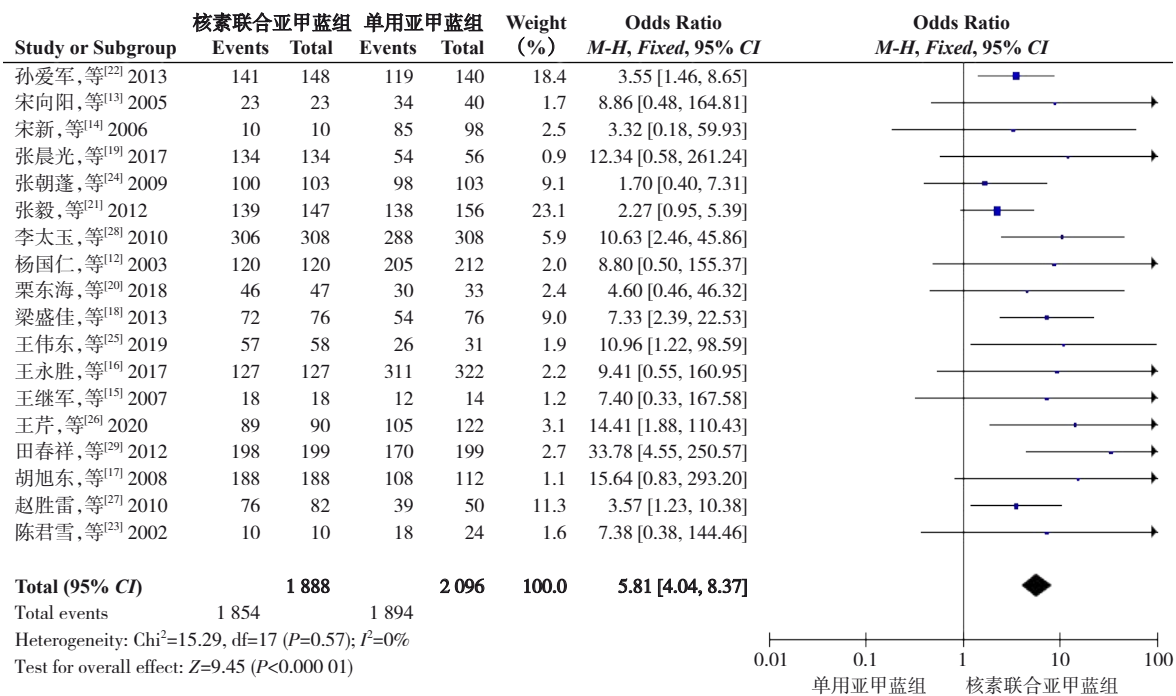 核素联合亚甲蓝组 单用亚甲蓝组 Weight Odds Ratio Odds Ratio
Study or Subgroup Events Total Events Total (%) M-H, Fixed, 95% CI M-H, Fixed, 95% CI
孙爱军,等[22] 2013 141 148 119 140 18.4 3.55 [1.46, 8.65]
宋向阳,等[13] 2005 23 23 34 40 1.7 8.86 [0.48, 164.81]
宋新,等[14] 2006 10 10 85 98 2.5 3.32 [0.18, 59.93]
张晨光,等[19] 2017 134 134 54 56 0.9 12.34 [0.58, 261.24]
张朝蓬,等[24] 2009 100 103 98 103 9.1 1.70 [0.40, 7.31]
张毅,等[21] 2012 139 147 138 156 23.1 2.27 [0.95, 5.39]
李太玉,等[28] 2010 306 308 288 308 5.9 10.63 [2.46, 45.86]
杨国仁,等[12] 2003 120 120 205 212 2.0 8.80 [0.50, 155.37]
栗东海,等[20] 2018 46 47 30 33 2.4 4.60 [0.46, 46.32]
梁盛佳,等[18] 2013 72 76 54 76 9.0 7.33 [2.39, 22.53]
王伟东,等[25] 2019 57 58 26 31 1.9 10.96 [1.22, 98.59]
王永胜,等[16] 2017 127 127 311 322 2.2 9.41 [0.55, 160.95]
王继军,等[15] 2007 18 18 12 14 1.2 7.40 [0.33, 167.58]
王芹,等[26] 2020 89 90 105 122 3.1 14.41 [1.88, 110.43]
田春祥,等[29] 2012 198 199 170 199 2.7 33.78 [4.55, 250.57]
胡旭东,等[17] 2008 188 188 108 112 1.1 15.64 [0.83, 293.20]
赵胜雷,等[27] 2010 76 82 39 50 11.3 3.57 [1.23, 10.38]
陈君雪,等[23] 2002 10 10 18 24 1.6 7.38 [0.38, 144.46]
Total (95% CI) 1 888 2 096 100.0 5.81 [4.04, 8.37]
Total events 1 854 1 894
Heterogeneity: Chi²=15.29, df=17 (P=0.57); I²=0%
Test for overall effect: Z=9.45 (P<0.000 01)
0.01 0.1 1 10 100
单用亚甲蓝组 核素联合亚甲蓝组